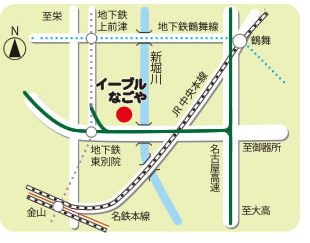 至栄
地下鉄
上前津
地下鉄鶴舞線
N
鶴舞
新堀川
イーブル
なごや
JR中央本線
地下鉄
東別院
名古屋高速
至御器所
金山
名鉄本線
至大高